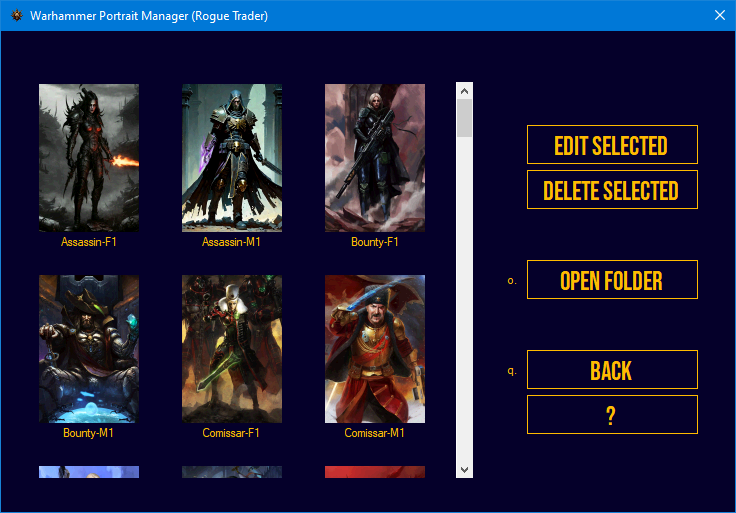 Warhammer Portrait Manager (Rogue Trader)
Assassin-F1
Assassin-M1
Bounty-F1
Bounty-M1
Comissar-F1
Comissar-M1
EDIT SELECTED
DELETE SELECTED
o.
OPEN FOLDER
q.
BACK
?